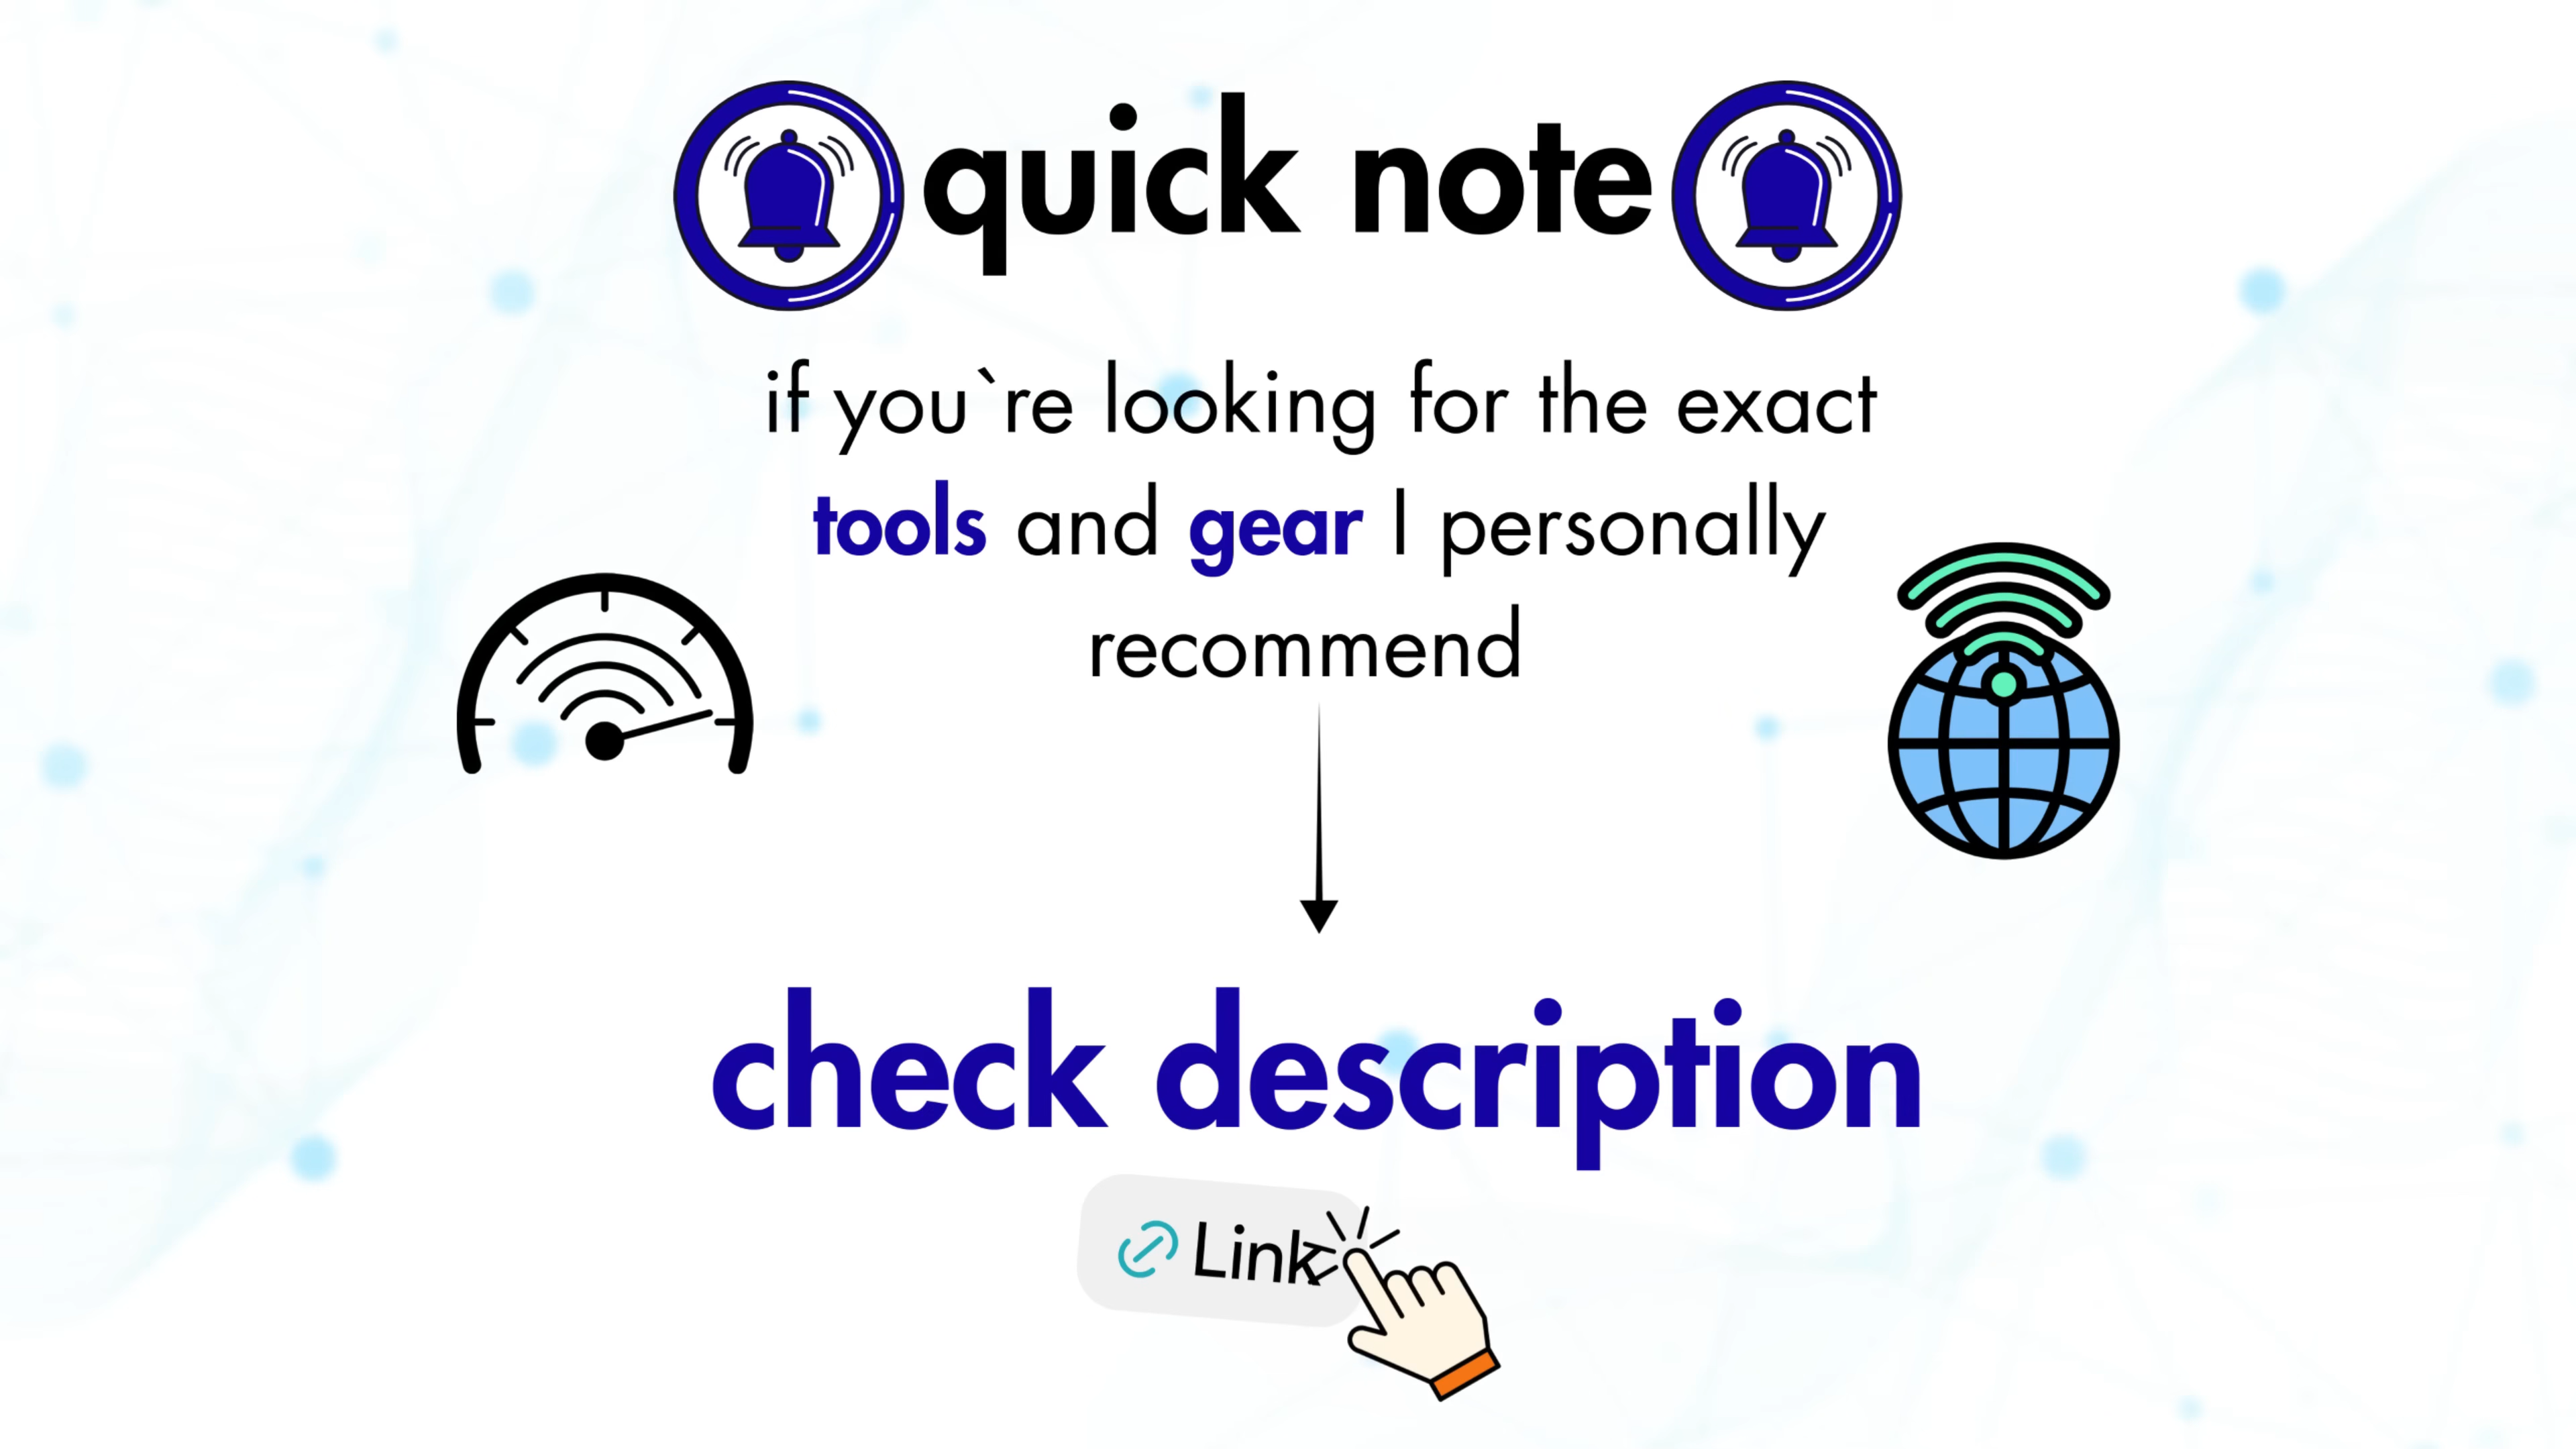 quick note
if you`re looking for the exact
tools and gear I personally
recommend
check description
Link